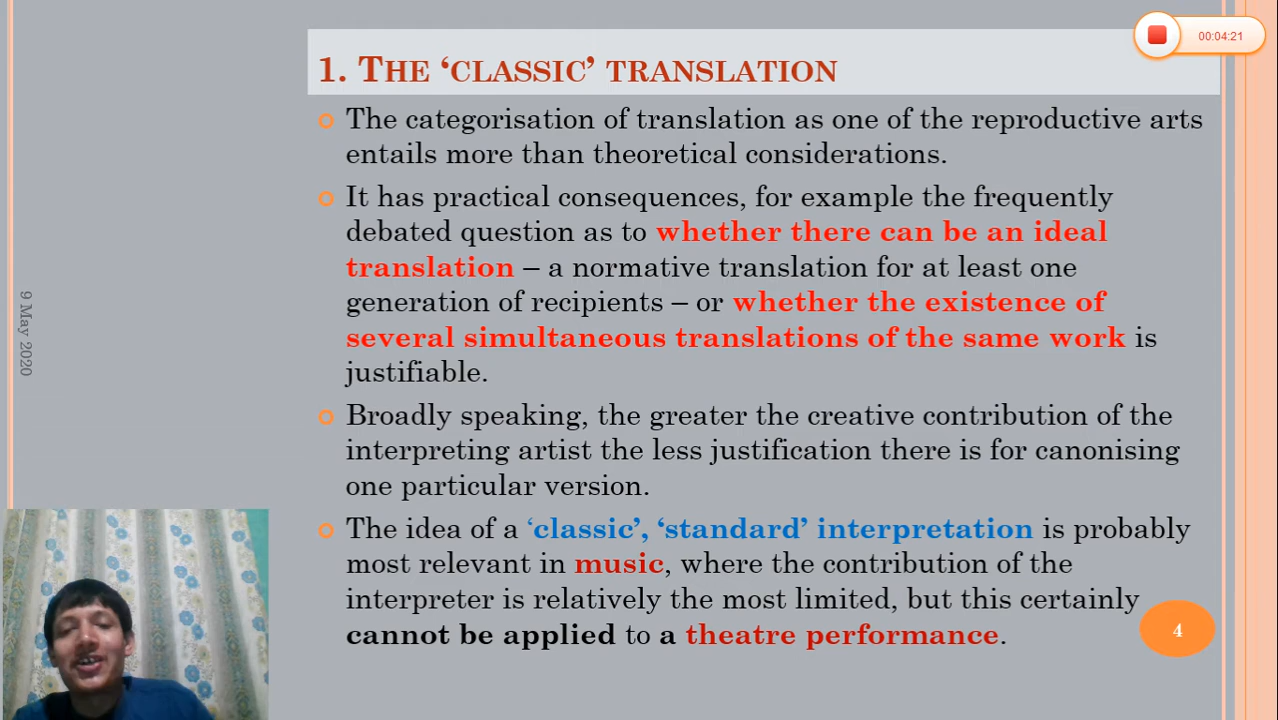 00:04:21
1. THE ‘CLASSIC’ TRANSLATION
The categorisation of translation as one of the reproductive arts
entails more than theoretical considerations.
It has practical consequences, for example the frequently
debated question as to whether there can be an ideal
translation – a normative translation for at least one
generation of recipients – or whether the existence of
several simultaneous translations of the same work is
justifiable.
Broadly speaking, the greater the creative contribution of the
interpreting artist the less justification there is for canonising
one particular version.
The idea of a ‘classic’, ‘standard’ interpretation is probably
most relevant in music, where the contribution of the
interpreter is relatively the most limited, but this certainly
cannot be applied to a theatre performance.
9 May 2020
4